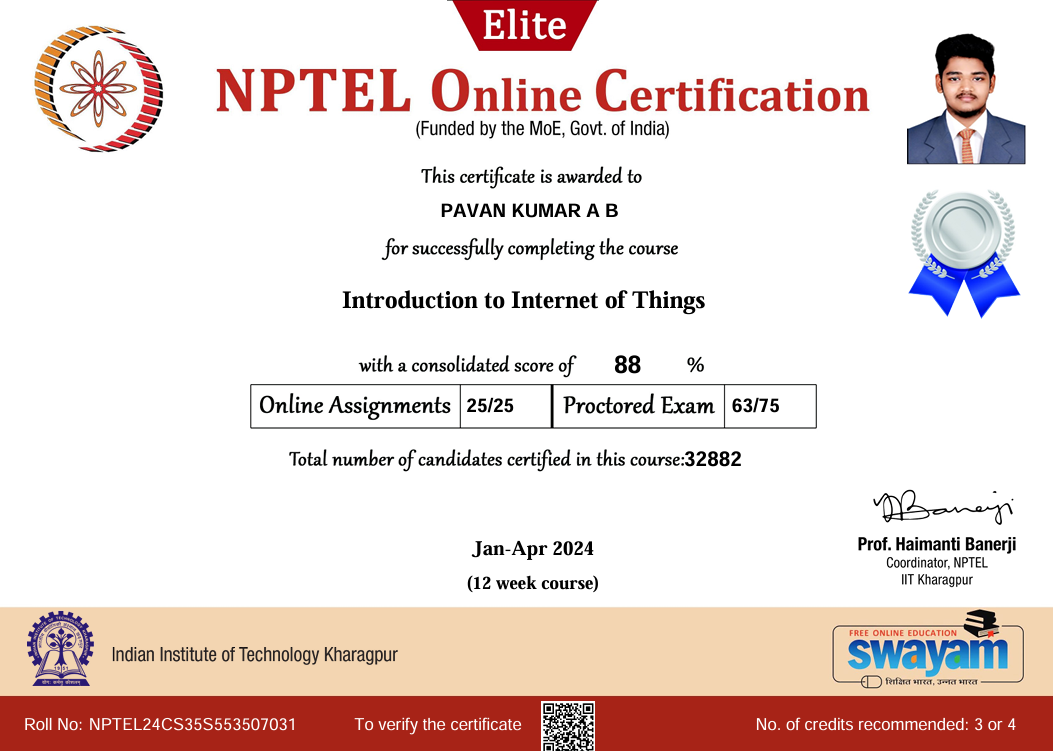 Elite
NPTEL Online Certification
(Funded by the MoE, Govt. of India)
This certificate is awarded to
PAVAN KUMAR A B
for successfully completing the course
Introduction to Internet of Things
with a consolidated score of 88 %
Online Assignments 25/25 Proctored Exam 63/75
Total number of candidates certified in this course:32882
Jan-Apr 2024
(12 week course)
Prof. Haimanti Banerji
Coordinator, NPTEL
IIT Kharagpur
Indian Institute of Technology Kharagpur
FREE ONLINE EDUCATION
swayam
शिक्षित भारत, उन्नत भारत
Roll No: NPTEL24CS35S553507031 To verify the certificate No. of credits recommended: 3 or 4